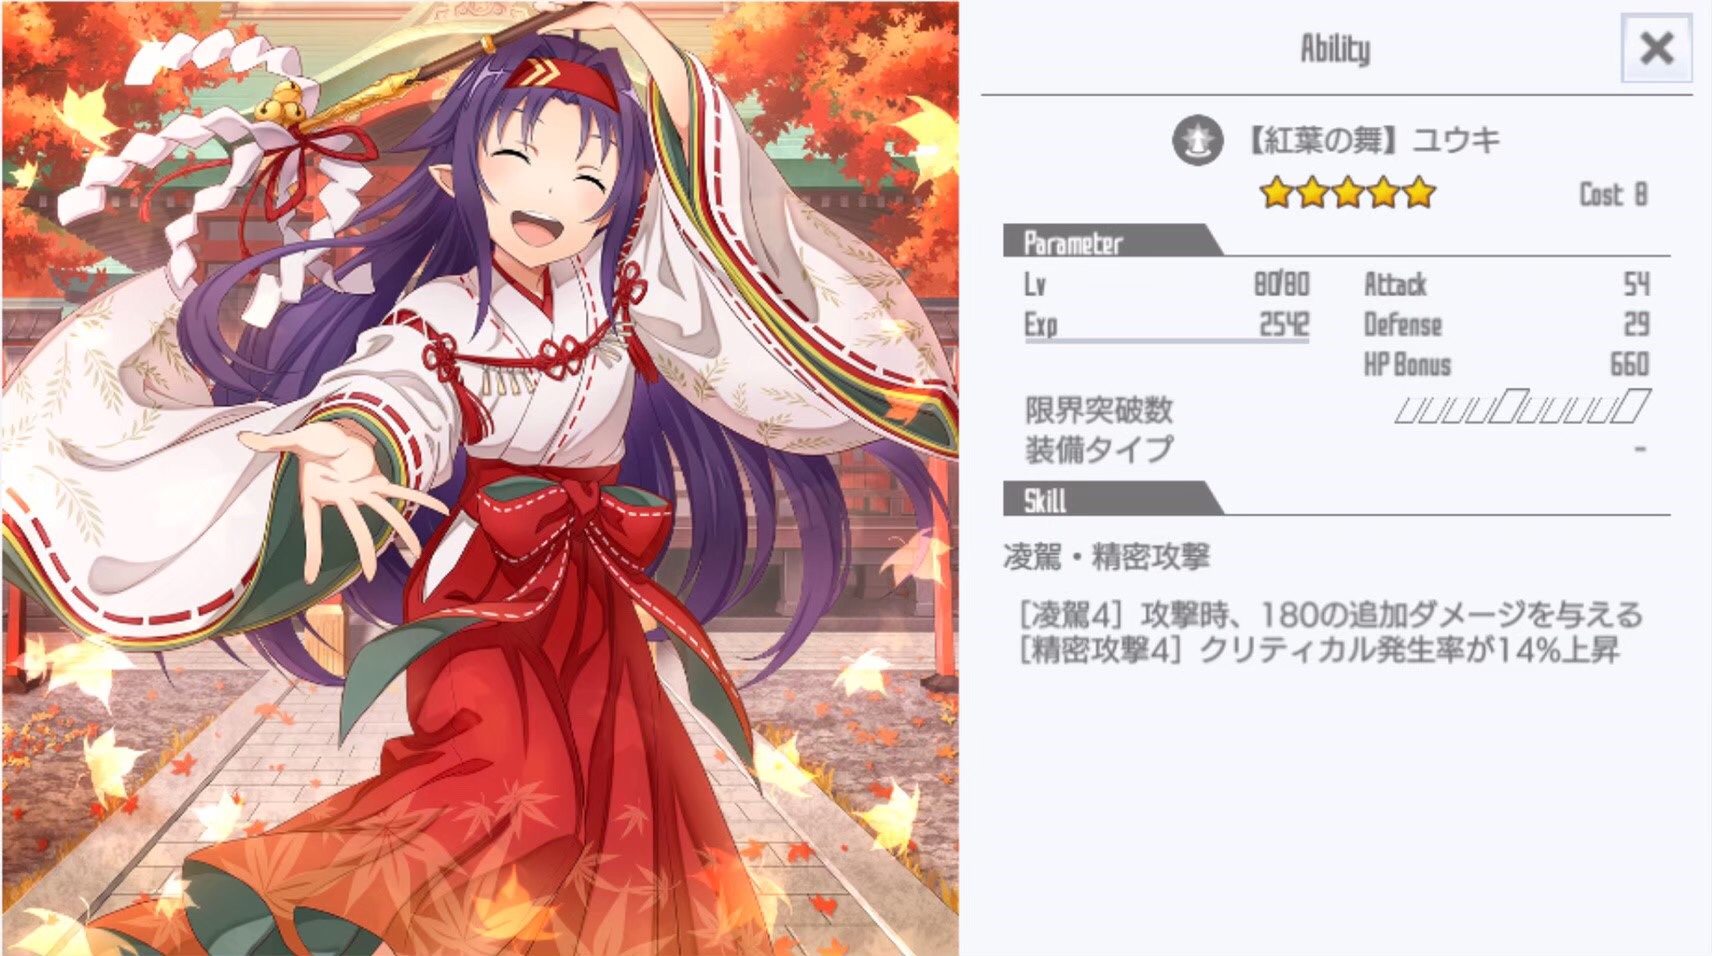 Ability
【紅葉の舞】ユウキ
Cost 8
Parameter
Lv 80/80 Attack 54
Exp 2542 Defense 29
HP Bonus 660
限界突破数
装備タイプ -
Skill
凌駕・精密攻撃
［凌駕4］攻撃時、180の追加ダメージを与える
［精密攻撃4］クリティカル発生率が14%上昇